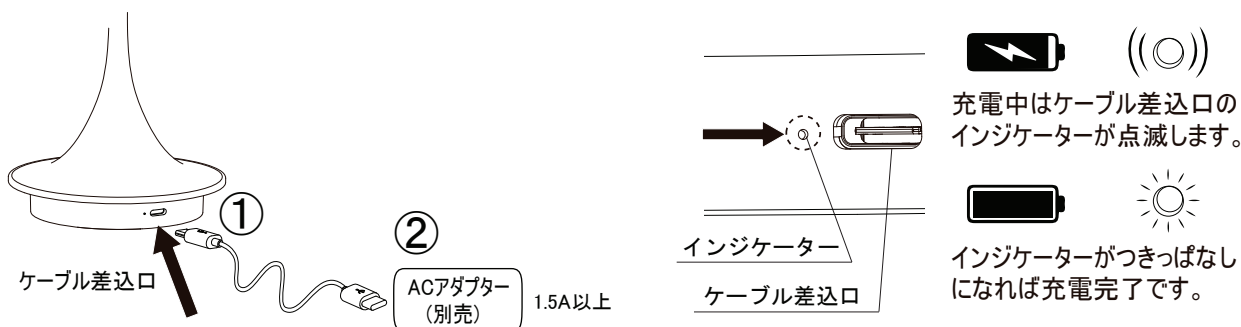 ①
②
ケーブル差込口
ACアダプター
(別売)
1.5A以上
インジケーター
ケーブル差込口
充電中はケーブル差込口の
インジケーターが点滅します。
インジケーターがつきっぱなし
になれば充電完了です。